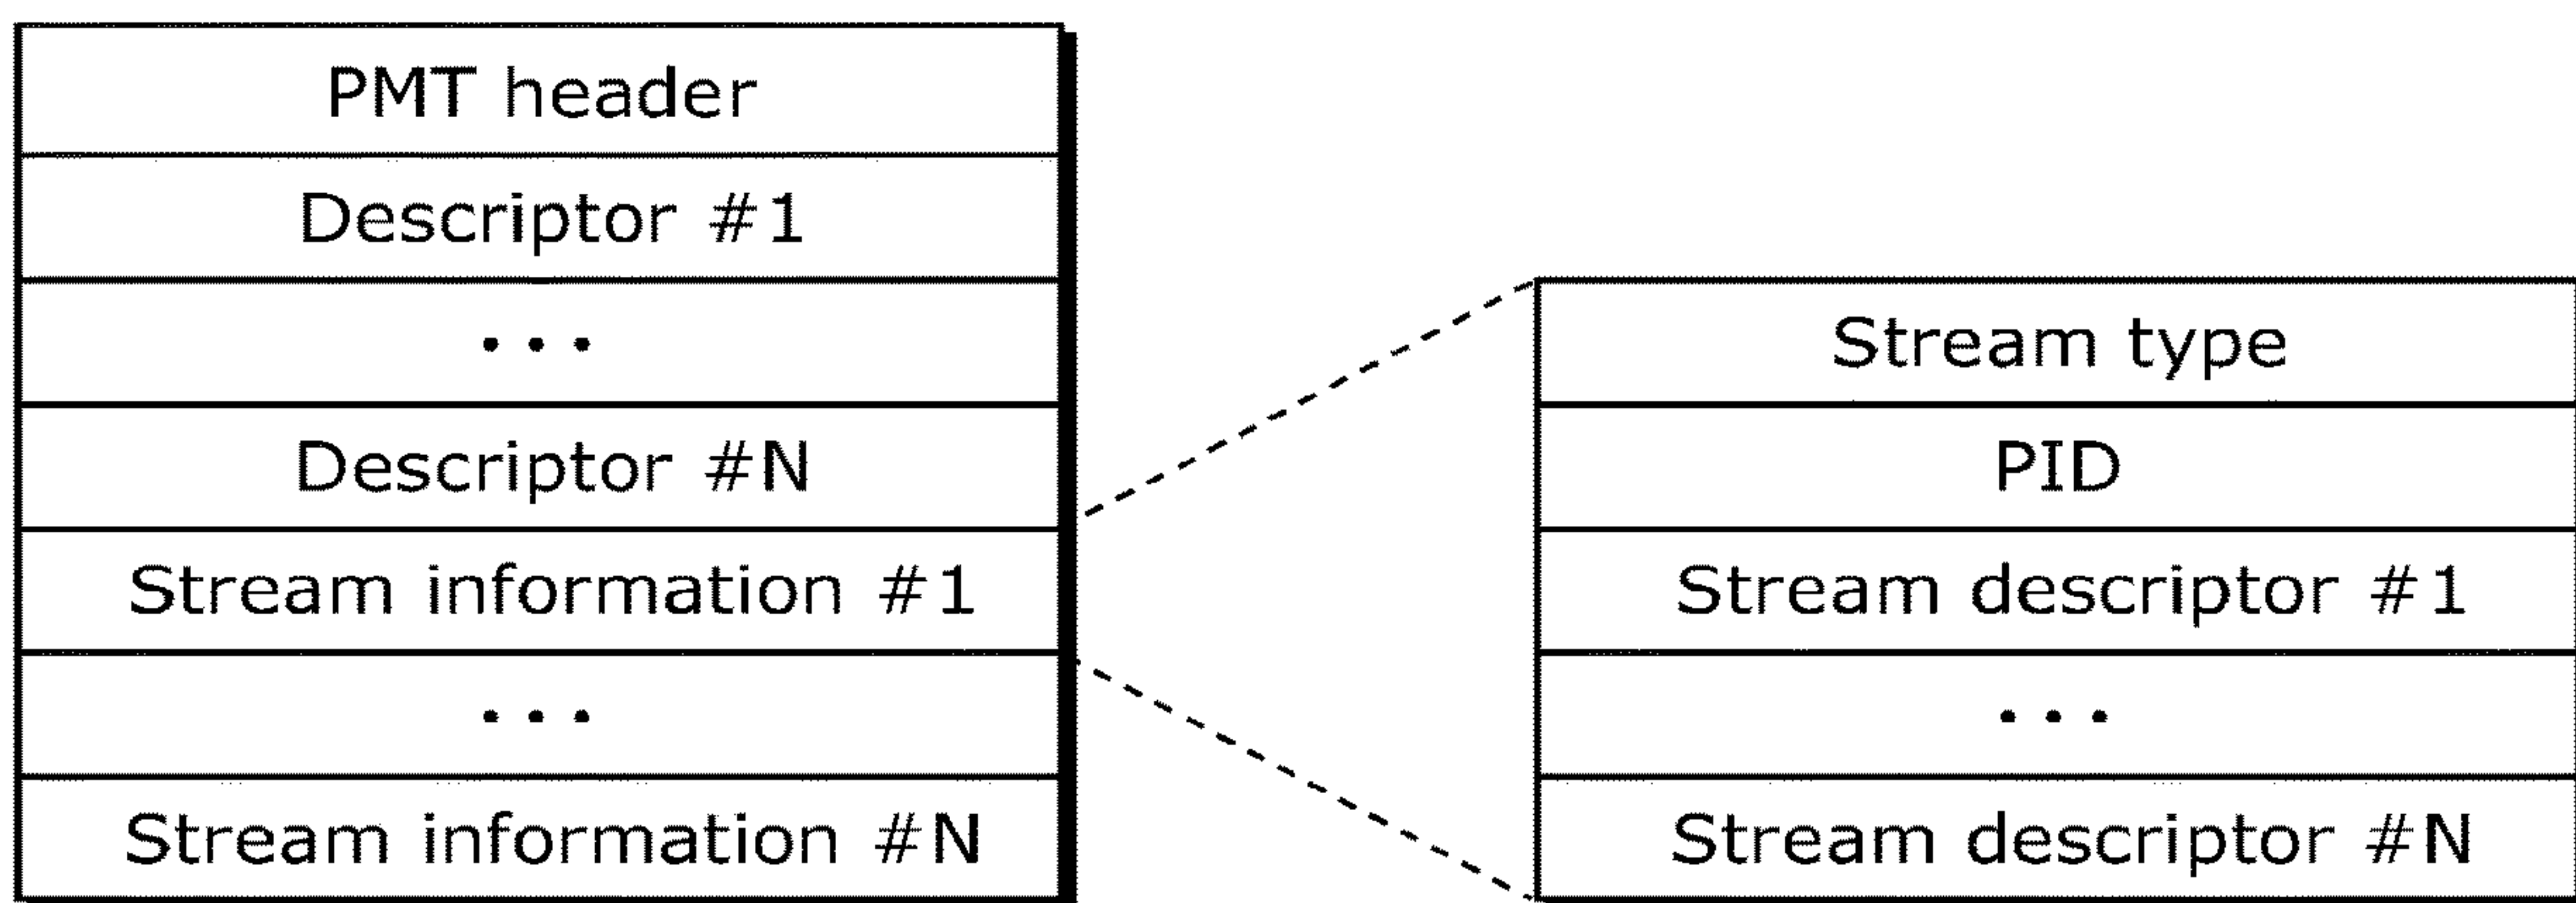 PMT header
Descriptor #1
...
Descriptor #N
Stream information #1
...
Stream information #N
Stream type
PID
Stream descriptor #1
...
Stream descriptor #N